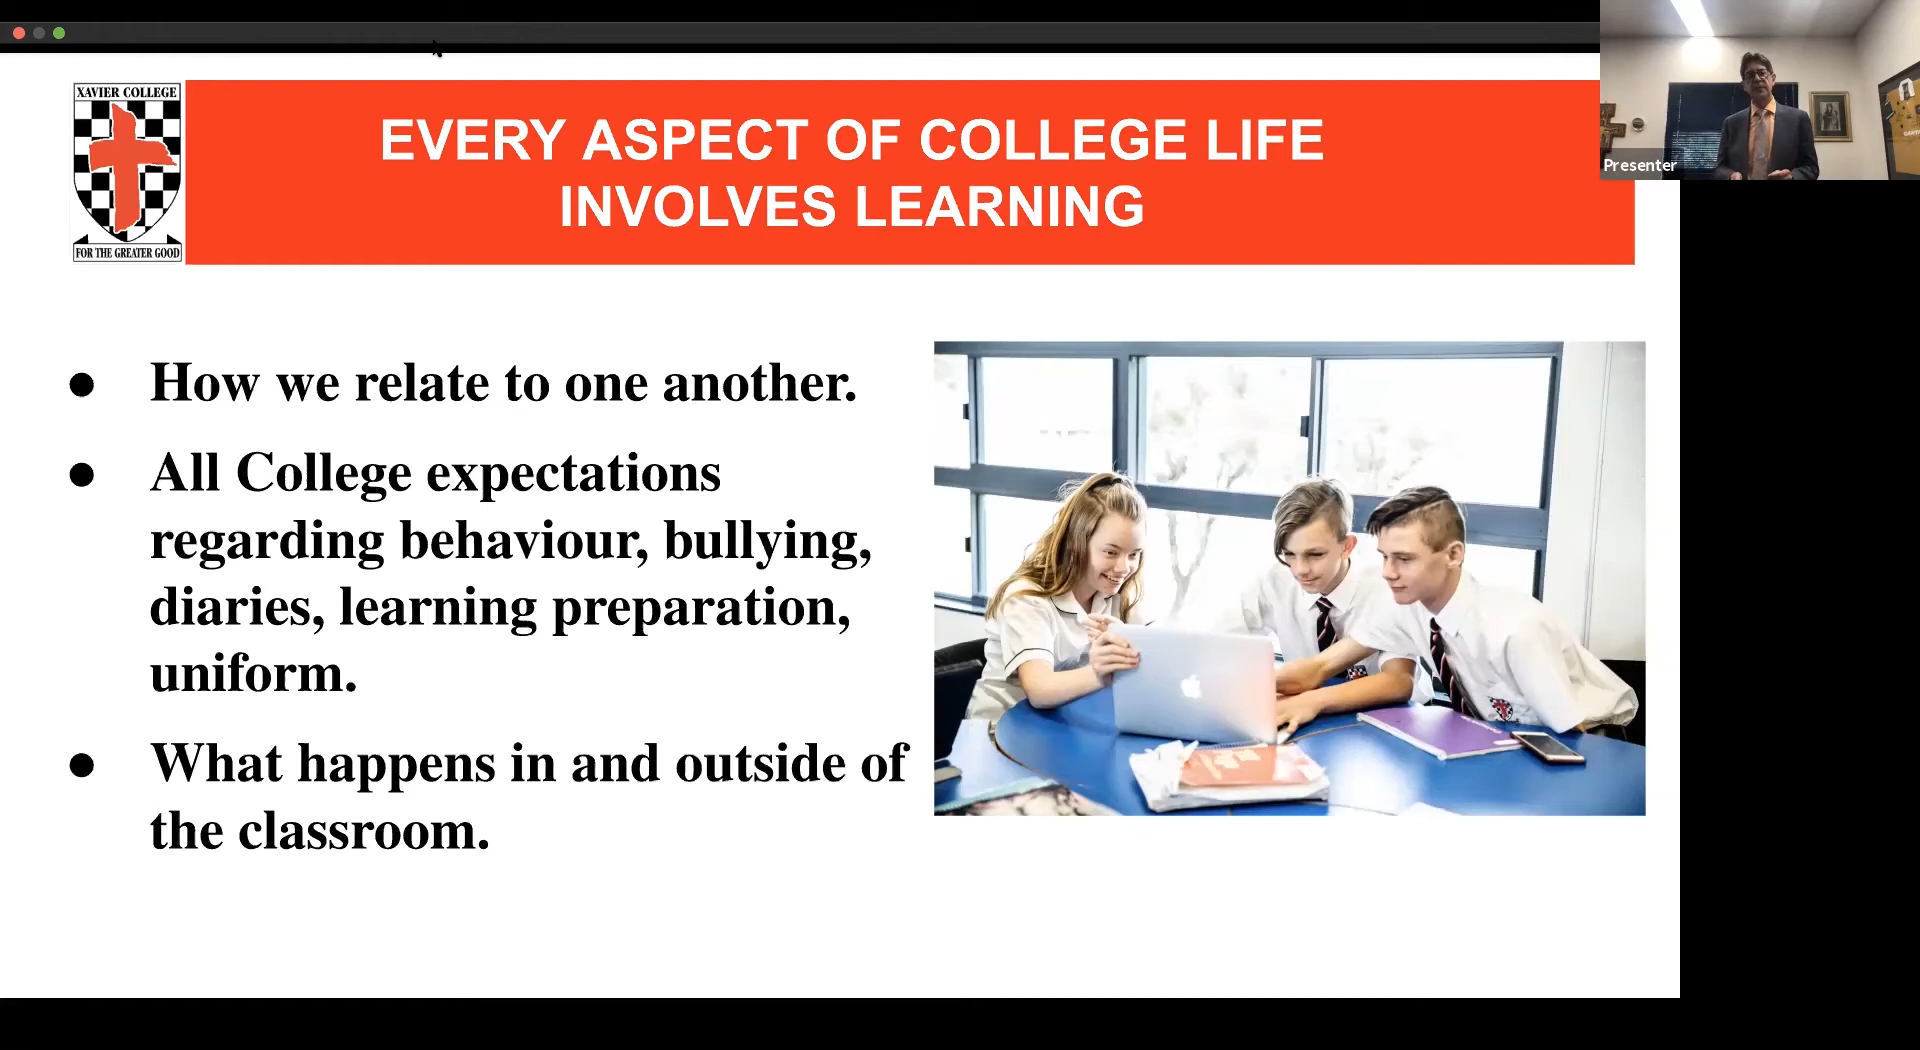 XAVIER COLLEGE
FOR THE GREATER GOOD
EVERY ASPECT OF COLLEGE LIFE
INVOLVES LEARNING
Presenter
● How we relate to one another.
● All College expectations
regarding behaviour, bullying,
diaries, learning preparation,
uniform.
● What happens in and outside of
the classroom.